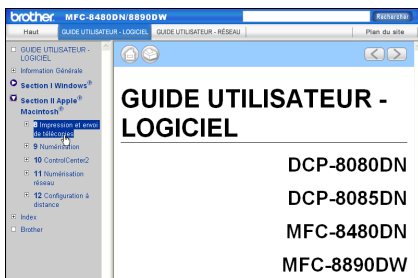 brother. MFC-8480DN/8890DW
Rechercher
Haut
GUIDE UTILISATEUR - LOGICIEL
GUIDE UTILISATEUR - RÉSEAU
Plan du site
GUIDE UTILISATEUR - LOGICIEL
Information Générale
Section I Windows®
Section II Apple® Macintosh®
8 Impression et envoi de télécopies
9 Numérisation
10 ControlCenter2
11 Numérisation réseau
12 Configuration à distance
Index
Brother
GUIDE UTILISATEUR -
LOGICIEL
DCP-8080DN
DCP-8085DN
MFC-8480DN
MFC-8890DW